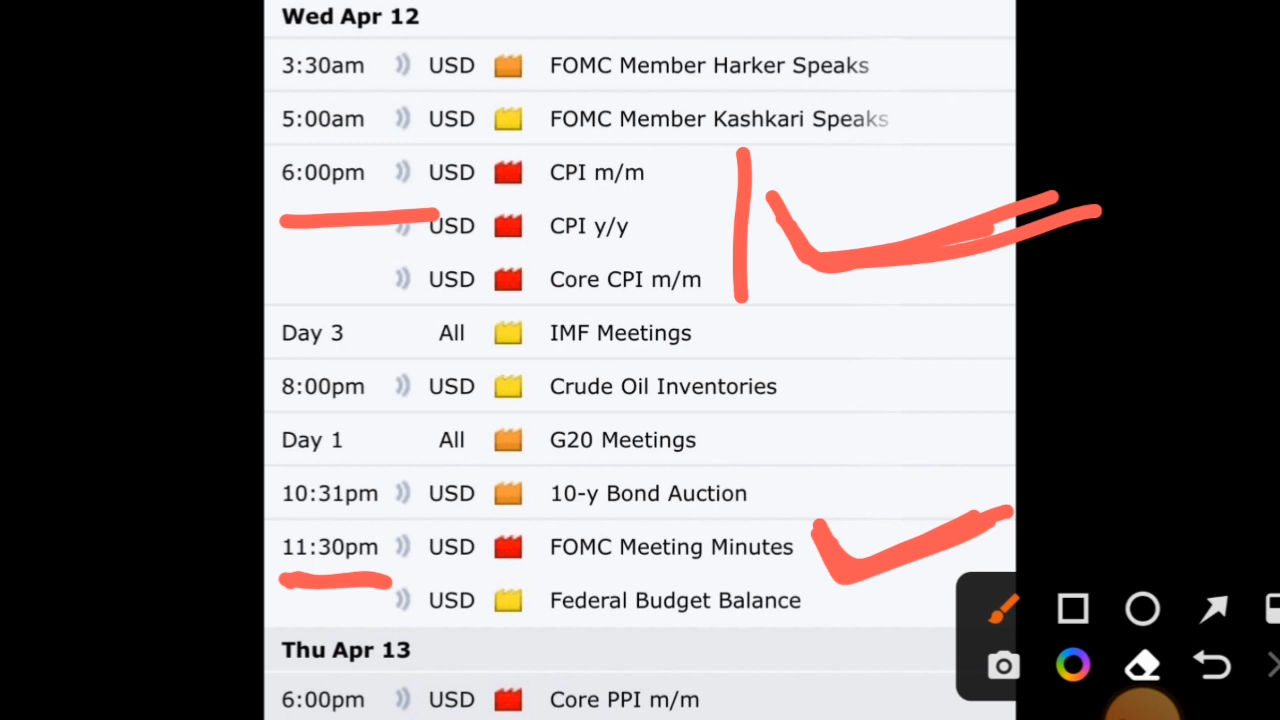 Wed Apr 12
3:30am USD FOMC Member Harker Speaks
5:00am USD FOMC Member Kashkari Speaks
6:00pm USD CPI m/m
USD CPI y/y
USD Core CPI m/m
Day 3 All IMF Meetings
8:00pm USD Crude Oil Inventories
Day 1 All G20 Meetings
10:31pm USD 10-y Bond Auction
11:30pm USD FOMC Meeting Minutes
USD Federal Budget Balance
Thu Apr 13
6:00pm USD Core PPI m/m